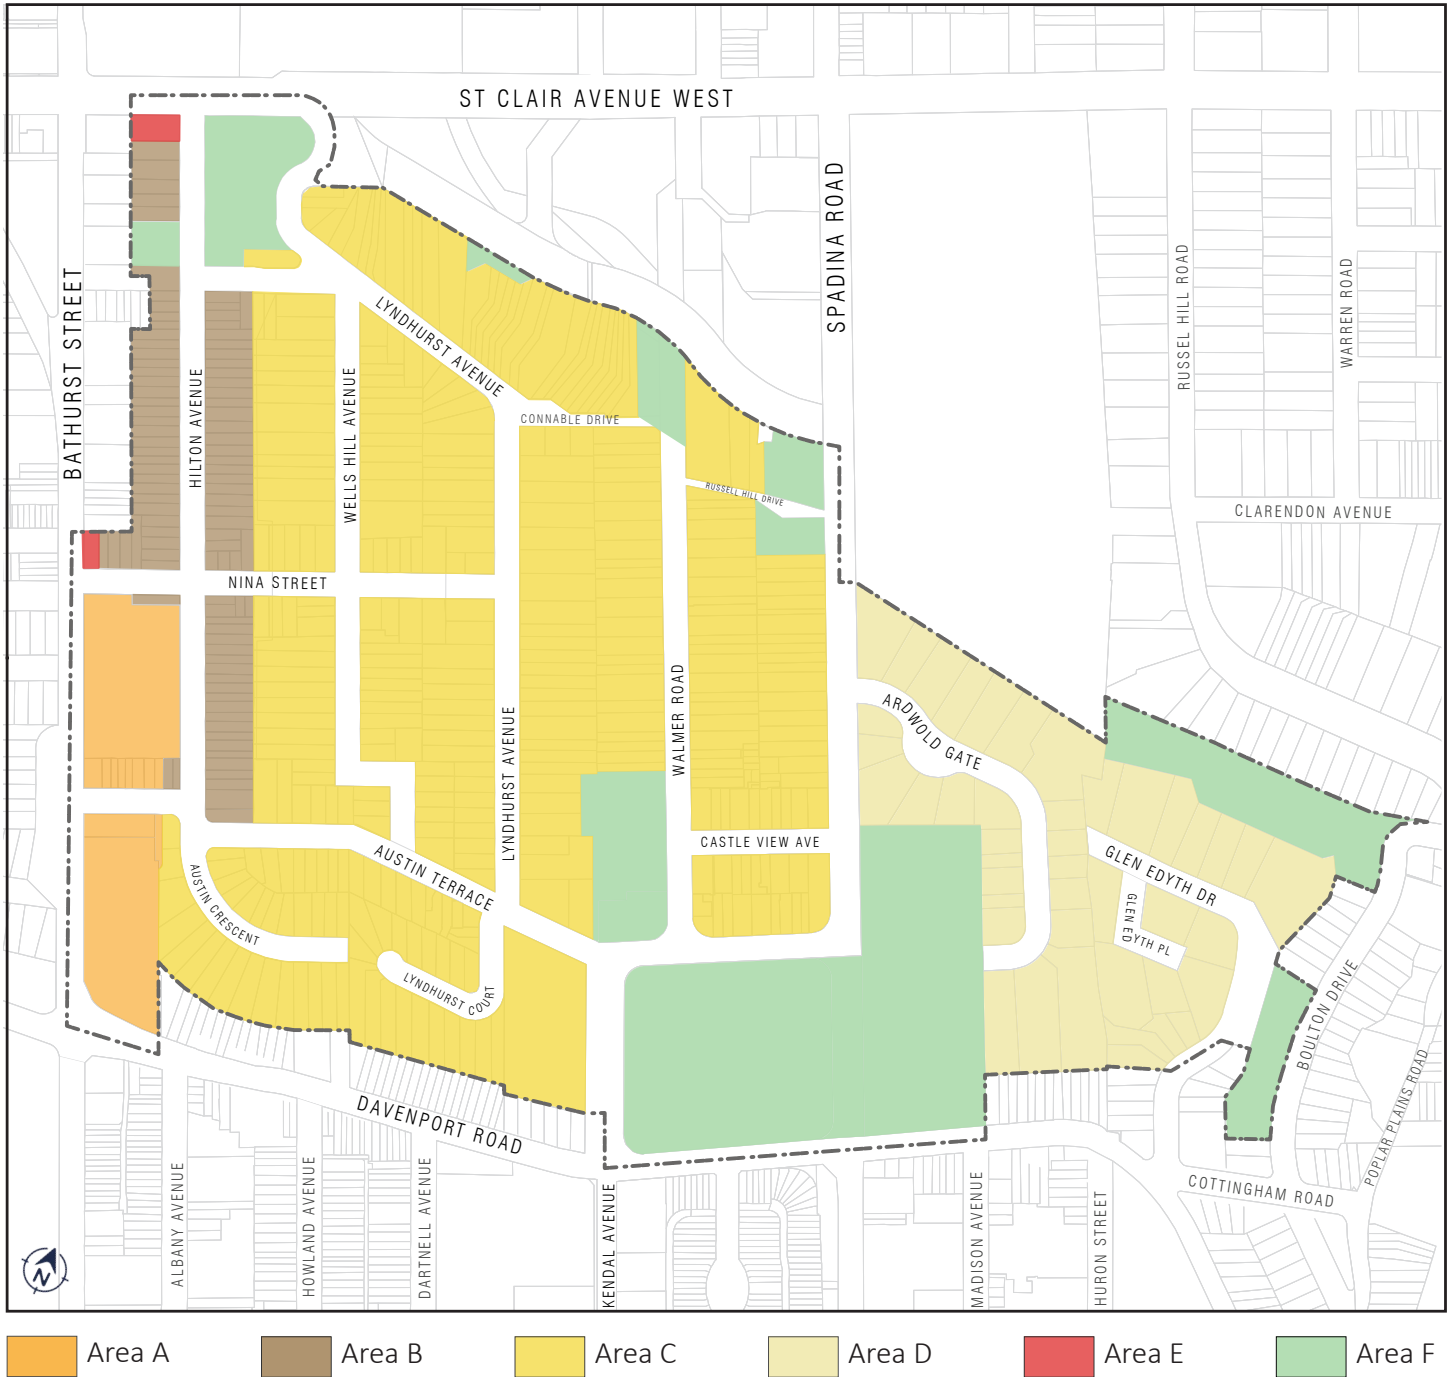 ST CLAIR AVENUE WEST
SPADINA ROAD
BATHURST STREET
RUSSEL HILL ROAD
WARREN ROAD
LYNDHURST AVENUE
HILTON AVENUE
WELLS HILL AVENUE
CONNABLE DRIVE
RUSSELL HILL DRIVE
CLARENDON AVENUE
NINA STREET
WALMER ROAD
LYNDHURST AVENUE
ARDWOLD GATE
CASTLE VIEW AVE
AUSTIN TERRACE
GLEN EDYTH DR
AUSTIN CRESCENT
GLEN EDYTH PL
LYNDHURST COURT
BOULTON DRIVE
DAVENPORT ROAD
POPLAR PLAINS ROAD
COTTINGHAM ROAD
ALBANY AVENUE
HOWLAND AVENUE
DARTNELL AVENUE
KENDAL AVENUE
MADISON AVENUE
HURON STREET
N
Area A
Area B
Area C
Area D
Area E
Area F